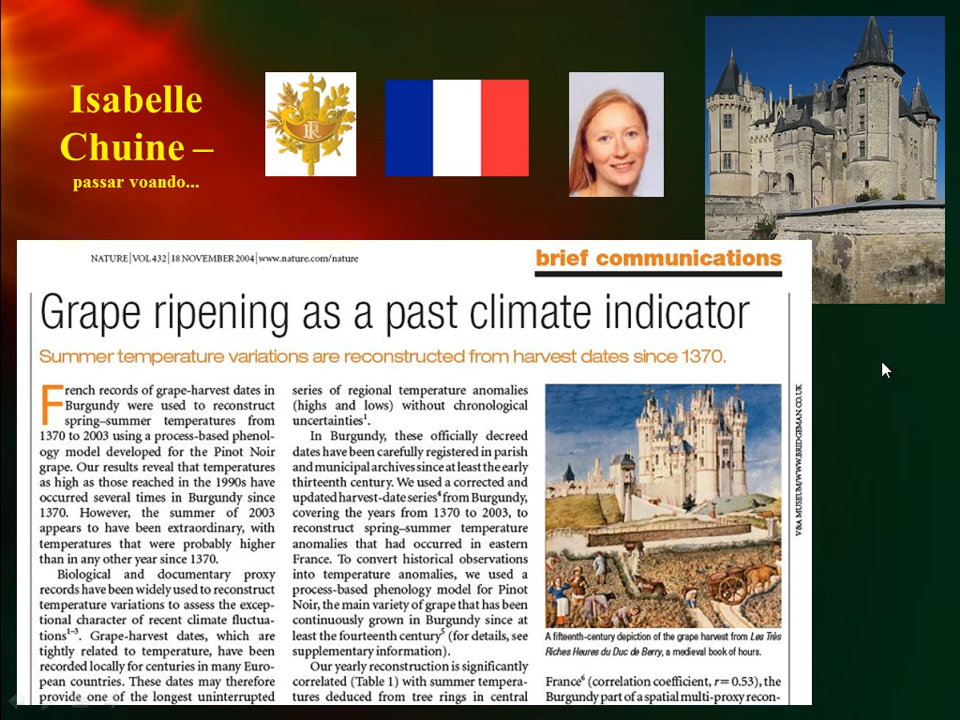 Isabelle
Chuine –
passar voando...
RF
NATURE|VOL 432|18 NOVEMBER 2004|www.nature.com/nature
brief communications
Grape ripening as a past climate indicator
Summer temperature variations are reconstructed from harvest dates since 1370.
French records of grape-harvest dates in
Burgundy were used to reconstruct
spring–summer temperatures from
1370 to 2003 using a process-based phenol-
ogy model developed for the Pinot Noir
grape. Our results reveal that temperatures
as high as those reached in the 1990s have
occurred several times in Burgundy since
1370. However, the summer of 2003
appears to have been extraordinary, with
temperatures that were probably higher
than in any other year since 1370.
Biological and documentary proxy
records have been widely used to reconstruct
temperature variations to assess the excep-
tional character of recent climate fluctua-
tions1–3. Grape-harvest dates, which are
tightly related to temperature, have been
recorded locally for centuries in many Euro-
pean countries. These dates may therefore
provide one of the longest uninterrupted
series of regional temperature anomalies
(highs and lows) without chronological
uncertainties1.
In Burgundy, these officially decreed
dates have been carefully registered in parish
and municipal archives since at least the early
thirteenth century. We used a corrected and
updated harvest-date series4 from Burgundy,
covering the years from 1370 to 2003, to
reconstruct spring–summer temperature
anomalies that had occurred in eastern
France. To convert historical observations
into temperature anomalies, we used a
process-based phenology model for Pinot
Noir, the main variety of grape that has been
continuously grown in Burgundy since at
least the fourteenth century5 (for details, see
supplementary information).
Our yearly reconstruction is significantly
correlated (Table 1) with summer tempera-
tures deduced from tree rings in central
V&A MUSEUM/WWW.BRIDGEMAN.CO.UK
A fifteenth-century depiction of the grape harvest from Les Très
Riches Heures du Duc de Berry, a medieval book of hours.
France6 (correlation coefficient, r = 0.53), the
Burgundy part of a spatial multi-proxy recon-